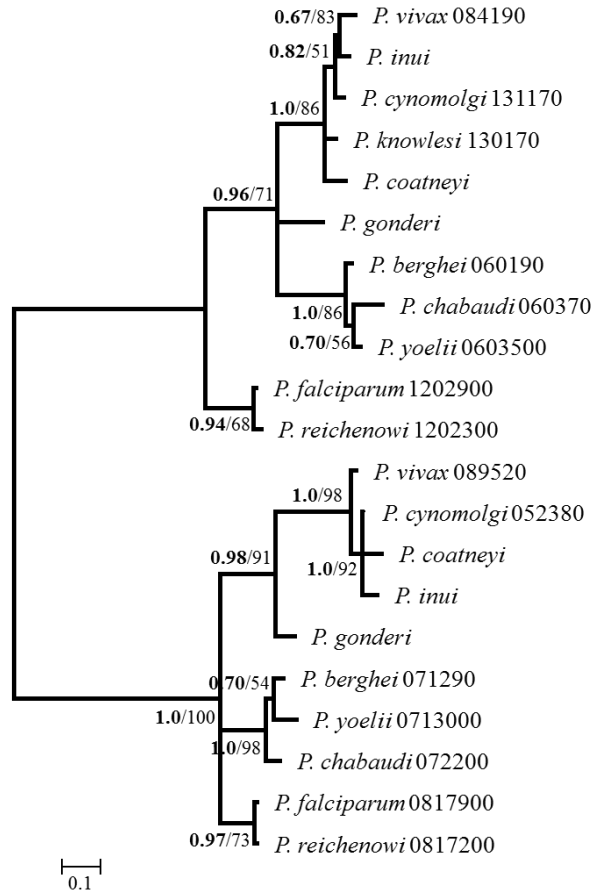 0.67/83
P. vivax 084190
0.82/51
P. inui
P. cynomolgi 131170
1.0/86
P. knowlesi 130170
P. coatneyi
0.96/71
P. gonderi
P. berghei 060190
1.0/86
P. chabaudi 060370
0.70/56
P. yoelii 0603500
P. falciparum 1202900
0.94/68
P. reichenowi 1202300
P. vivax 089520
1.0/98
P. cynomolgi 052380
P. coatneyi
0.98/91
1.0/92
P. inui
P. gonderi
0.70/54
P. berghei 071290
1.0/100
P. yoelii 0713000
1.0/98
P. chabaudi 072200
P. falciparum 0817900
0.97/73
P. reichenowi 0817200
0.1